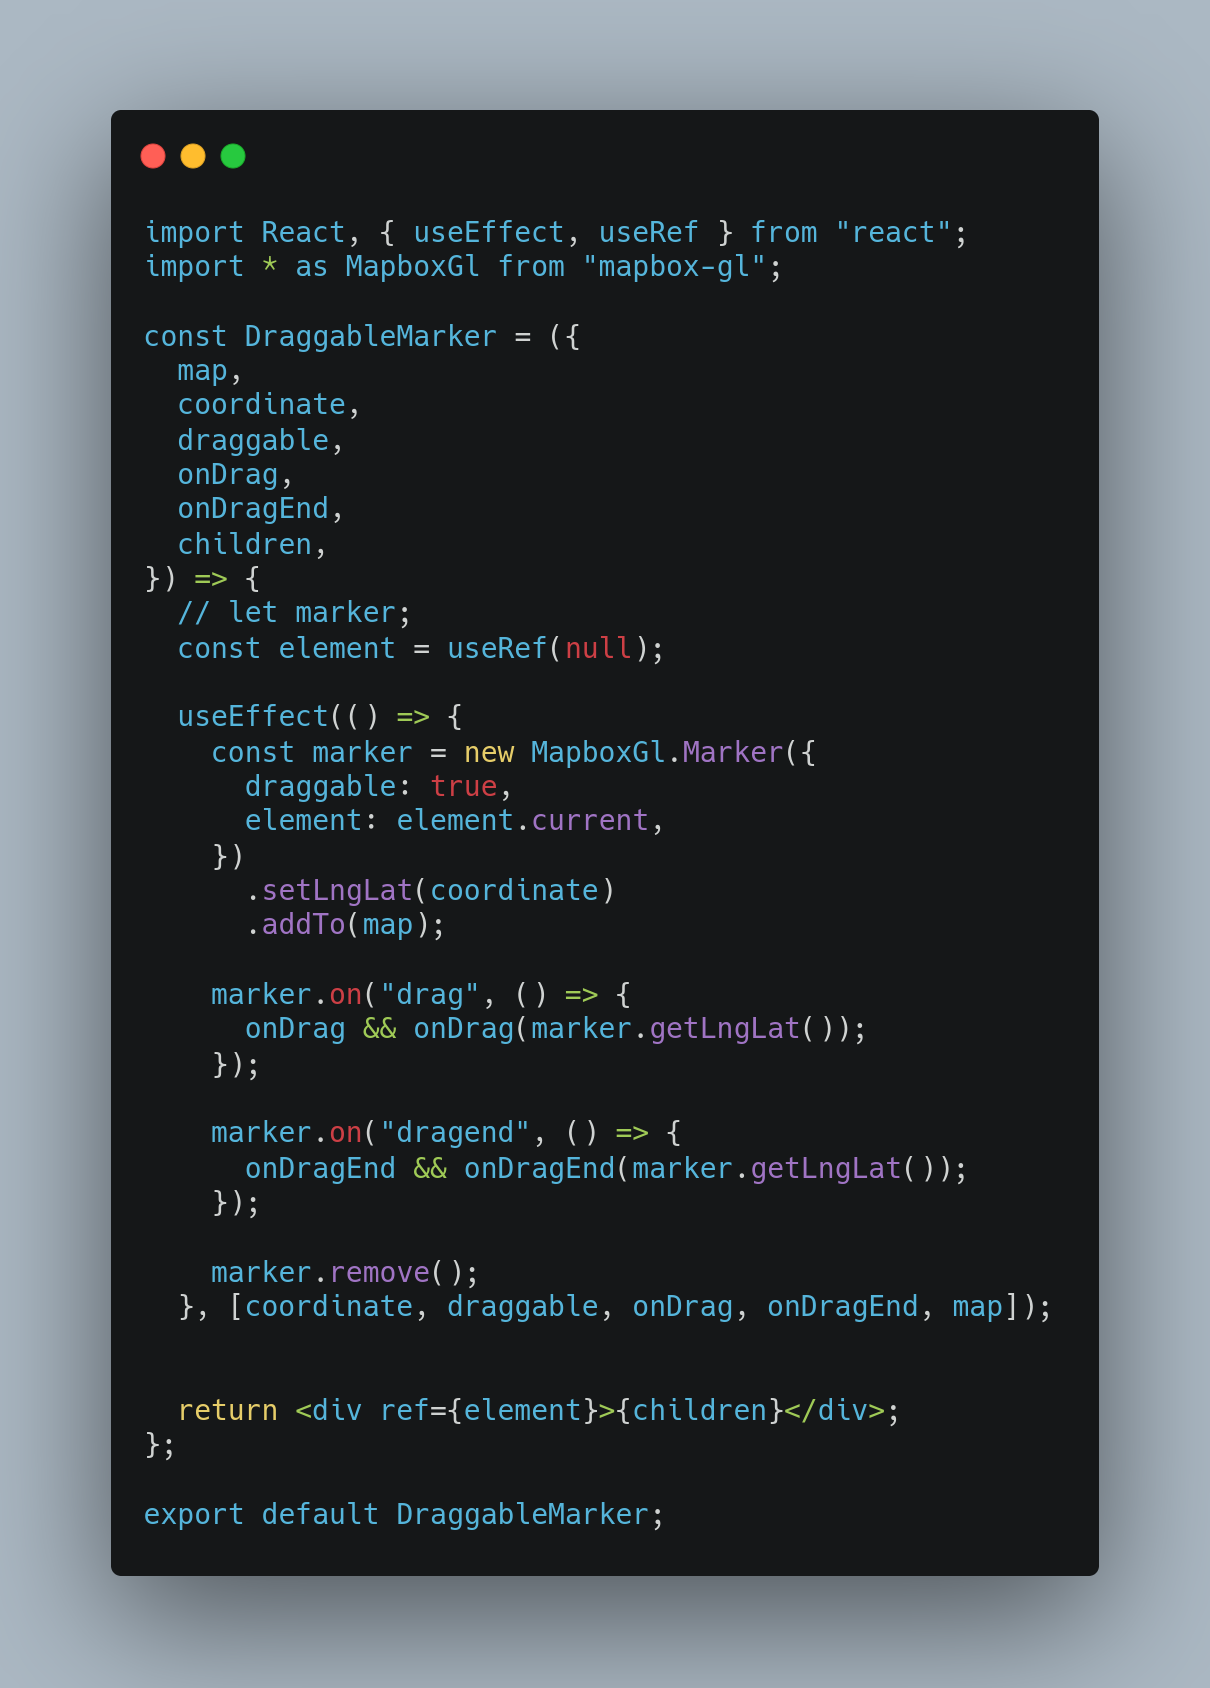 import React, { useEffect, useRef } from "react";
import * as MapboxGl from "mapbox-gl";

const DraggableMarker = ({
  map,
  coordinate,
  draggable,
  onDrag,
  onDragEnd,
  children,
}) => {
  // let marker;
  const element = useRef(null);

  useEffect(() => {
    const marker = new MapboxGl.Marker({
      draggable: true,
      element: element.current,
    })
      .setLngLat(coordinate)
      .addTo(map);

    marker.on("drag", () => {
      onDrag && onDrag(marker.getLngLat());
    });

    marker.on("dragend", () => {
      onDragEnd && onDragEnd(marker.getLngLat());
    });

    marker.remove();
  }, [coordinate, draggable, onDrag, onDragEnd, map]);


  return <div ref={element}>{children}</div>;
};

export default DraggableMarker;